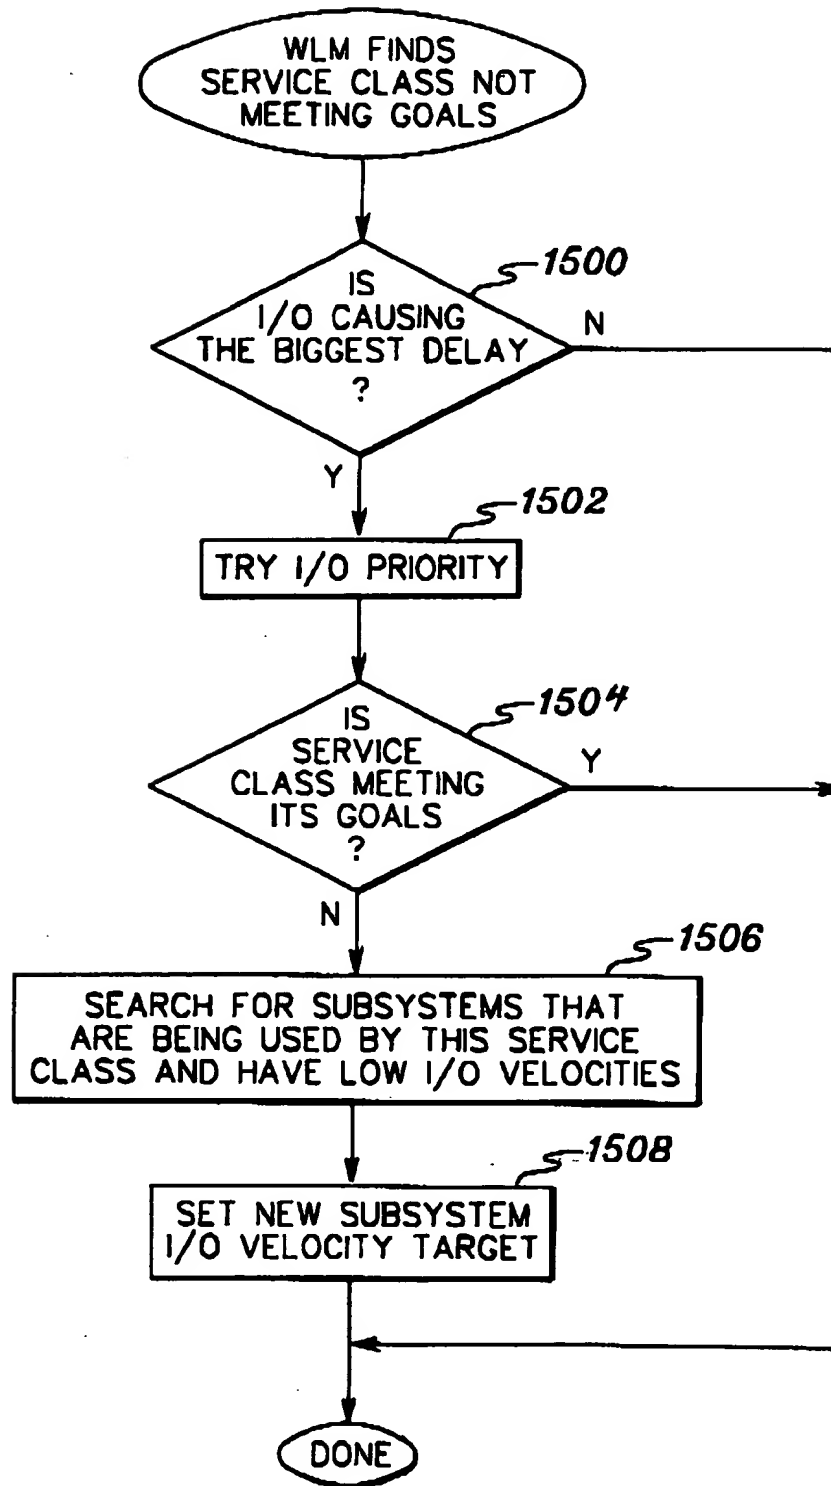 WLM FINDS
SERVICE CLASS NOT
MEETING GOALS
1500
IS
I/O CAUSING
THE BIGGEST DELAY
?
N
Y
1502
TRY I/O PRIORITY
1504
IS
SERVICE
CLASS MEETING
ITS GOALS
?
Y
N
1506
SEARCH FOR SUBSYSTEMS THAT
ARE BEING USED BY THIS SERVICE
CLASS AND HAVE LOW I/O VELOCITIES
1508
SET NEW SUBSYSTEM
I/O VELOCITY TARGET
DONE